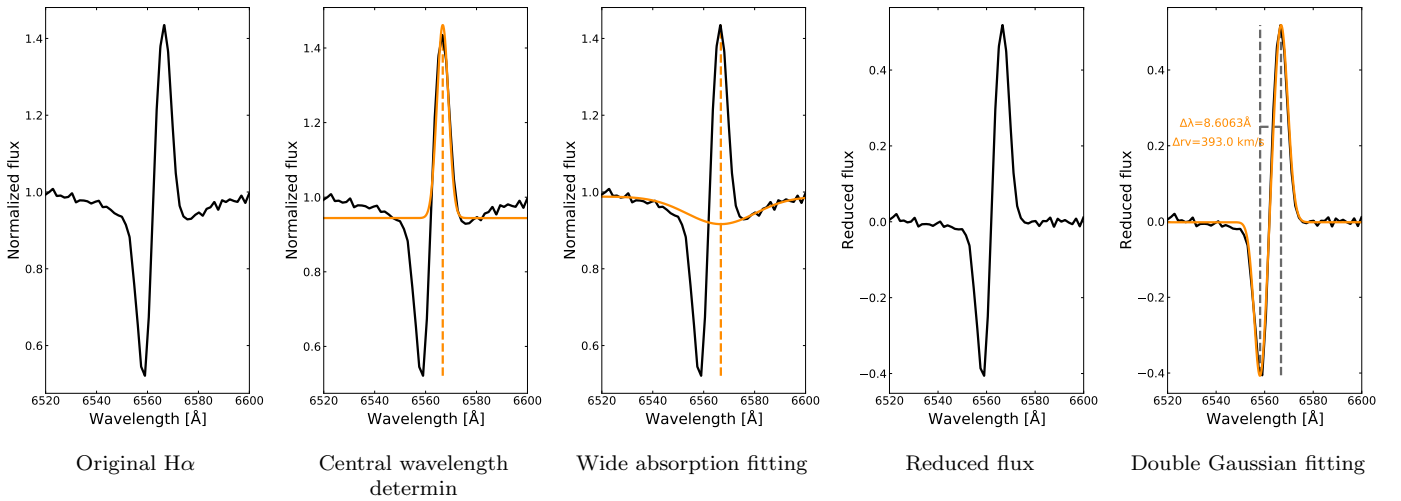 1.4
1.2
1.0
0.8
0.6
6520 6540 6560 6580 6600
Normalized flux
Wavelength [Å]
Original Hα
1.4
1.2
1.0
0.8
0.6
6520 6540 6560 6580 6600
Normalized flux
Wavelength [Å]
Central wavelength
determin
1.4
1.2
1.0
0.8
0.6
6520 6540 6560 6580 6600
Normalized flux
Wavelength [Å]
Wide absorption fitting
0.4
0.2
0.0
−0.2
−0.4
6520 6540 6560 6580 6600
Reduced flux
Wavelength [Å]
Reduced flux
0.4
0.2
0.0
−0.2
−0.4
6520 6540 6560 6580 6600
Reduced flux
Wavelength [Å]
Δλ=8.6063Å
Δrv=393.0 km/s
Double Gaussian fitting